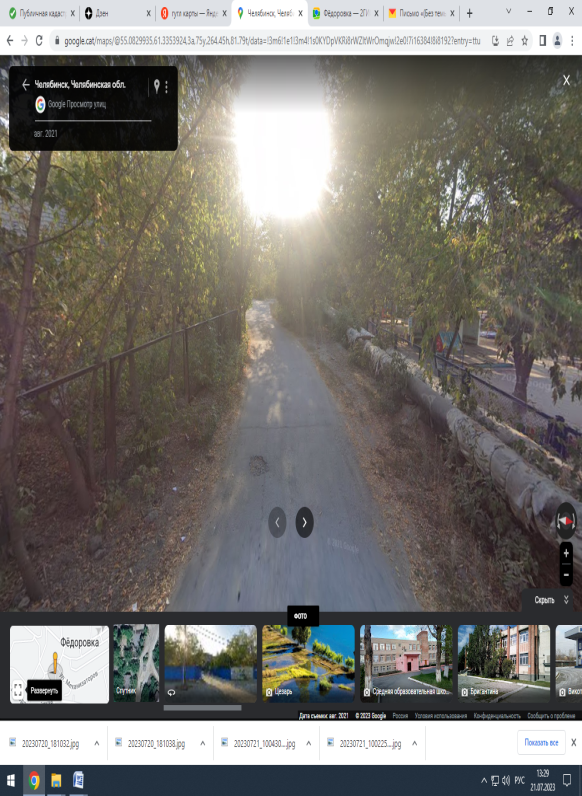 Публичная кадаст
Дзен
гугл карты — Янд
Челябинск, Челяб
Фёдоровка — 2ГИ
Письмо «(Без тем
google.cat/maps/@55.0829935,61.3353924,3a,75y,264.45h,81.79t/data=!3m6!1e1!3m4!1s0KYDpVKRi8rWZItWrOmqjwI2e0!7i16384!8i8192?entry=ttu
Челябинск, Челябинская обл.
Google Просмотр улиц
авг. 2021
Скрыть
ФОТО
Фёдоровка
Механизаторов
Развернуть
Спутник
Цезарь
Средняя образовательная шко...
Бригантина
Викто
Дата съемки: авг. 2021 © 2023 Google Россия Условия использования Конфиденциальность Сообщить о проблеме
20230720_181032.jpg
20230720_181038.jpg
20230721_100430....jpg
20230721_100225....jpg
Показать все
РУС
13:29
21.07.2023